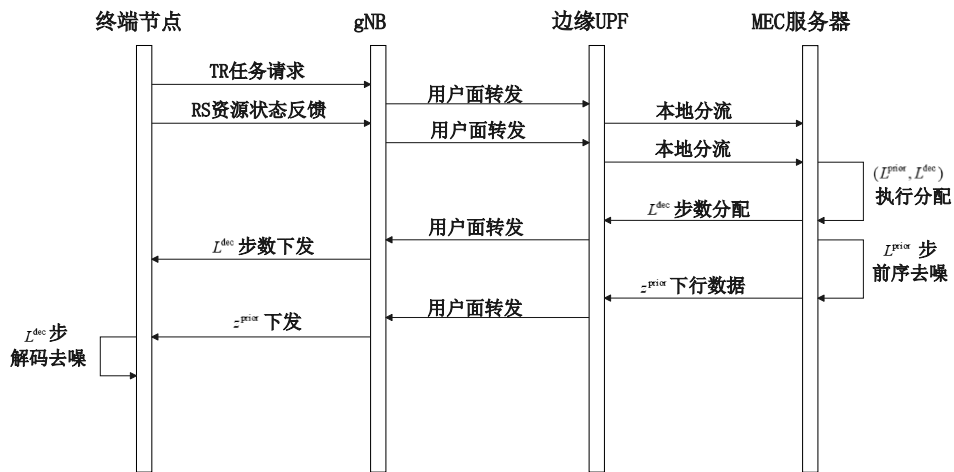 终端节点
gNB
边缘UPF
MEC服务器
TR任务请求
用户面转发
RS资源状态反馈
本地分流
用户面转发
本地分流
(L^prior, L^dec)
执行分配
L^dec 步数分配
用户面转发
L^dec 步数下发
L^prior 步
前序去噪
z^prior 下行数据
用户面转发
z^prior 下发
L^dec 步
解码去噪